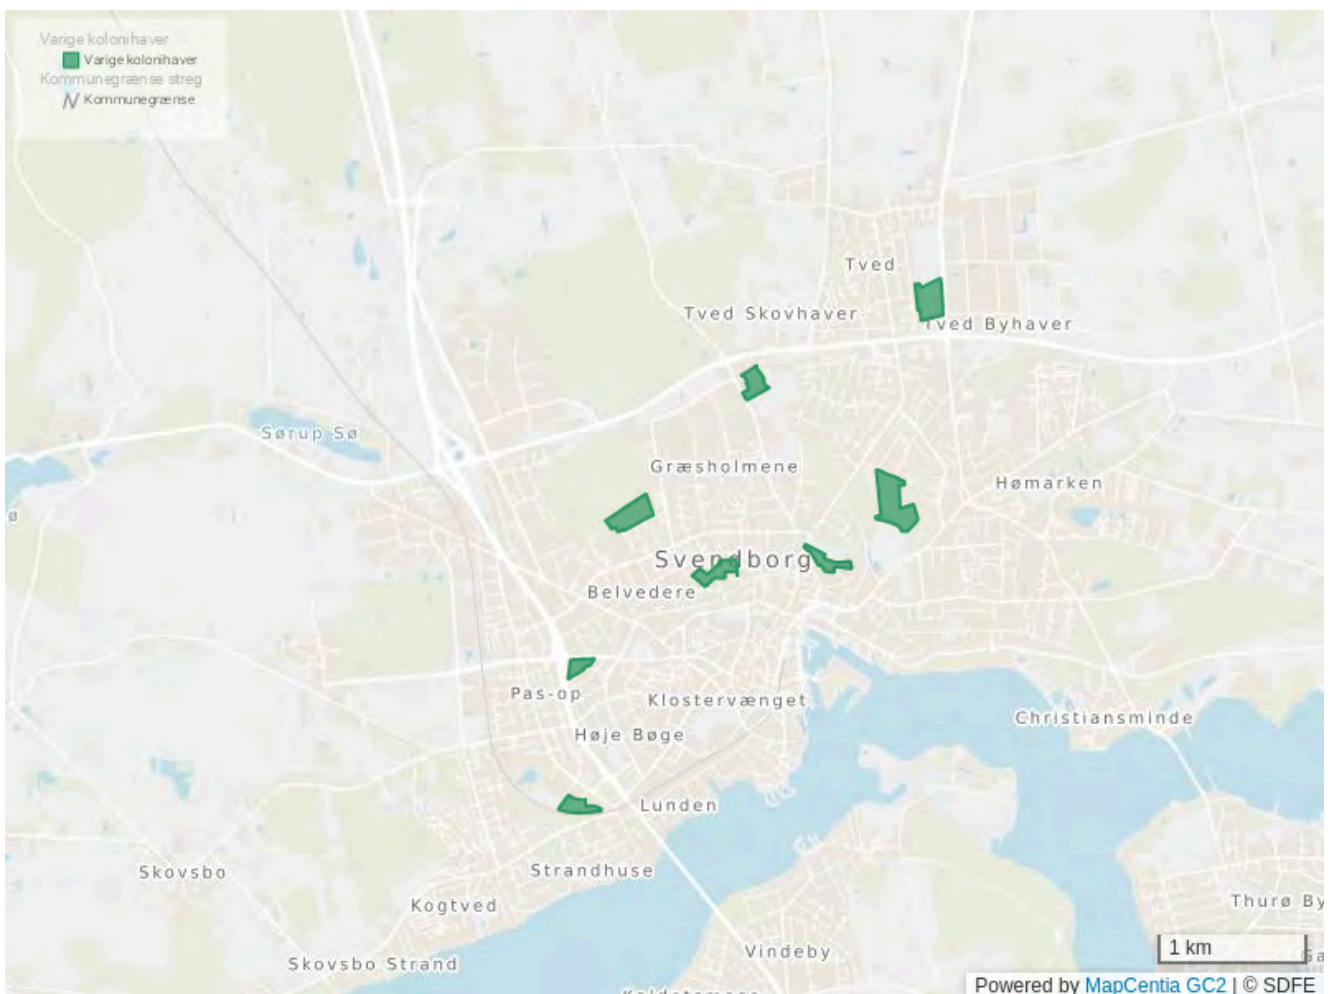 Varige kolonihaver
Varige kolonihaver
Kommunegrænse streg
Kommunegrænse
Tved
Tved Skovhaver
Tved Byhaver
Sørup Sø
Græsholmene
Hømarken
ø
Svendborg
Belvedere
Pas-op
Klostervænget
Christiansminde
Høje Bøge
Lunden
Skovsbo
Strandhuse
Kogtved
Thurø By
Vindeby
1 km
Skovsbo Strand
Powered by MapCentia GC2 | © SDFE